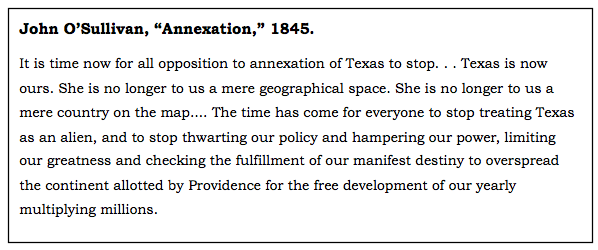 John O’Sullivan, “Annexation,” 1845.
It is time now for all opposition to annexation of Texas to stop. . . Texas is now
ours. She is no longer to us a mere geographical space. She is no longer to us a
mere country on the map.... The time has come for everyone to stop treating Texas
as an alien, and to stop thwarting our policy and hampering our power, limiting
our greatness and checking the fulfillment of our manifest destiny to overspread
the continent allotted by Providence for the free development of our yearly
multiplying millions.